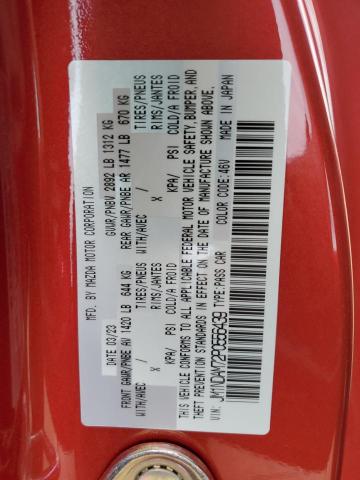 MFD. BY MAZDA MOTOR CORPORATION
DATE 03/23 GVWR/PNBV 2892 LB 1312 KG
FRONT GAWR/PNBE AV 1420 LB 644 KG REAR GAWR/PNBE AR 1477 LB 670 KG
WITH/AVEC / TIRES/PNEUS WITH/AVEC / TIRES/PNEUS
X RIMS/JANTES X RIMS/JANTES
KPA/ PSI COLD/A FROID KPA/ PSI COLD/A FROID
THIS VEHICLE CONFORMS TO ALL APPLICABLE FEDERAL MOTOR VEHICLE SAFETY, BUMPER, AND
THEFT PREVENTION STANDARDS IN EFFECT ON THE DATE OF MANUFACTURE SHOWN ABOVE.
VIN: JM1NDAM72P0556439 TYPE:PASS CAR COLOR CODE:46V MADE IN JAPAN